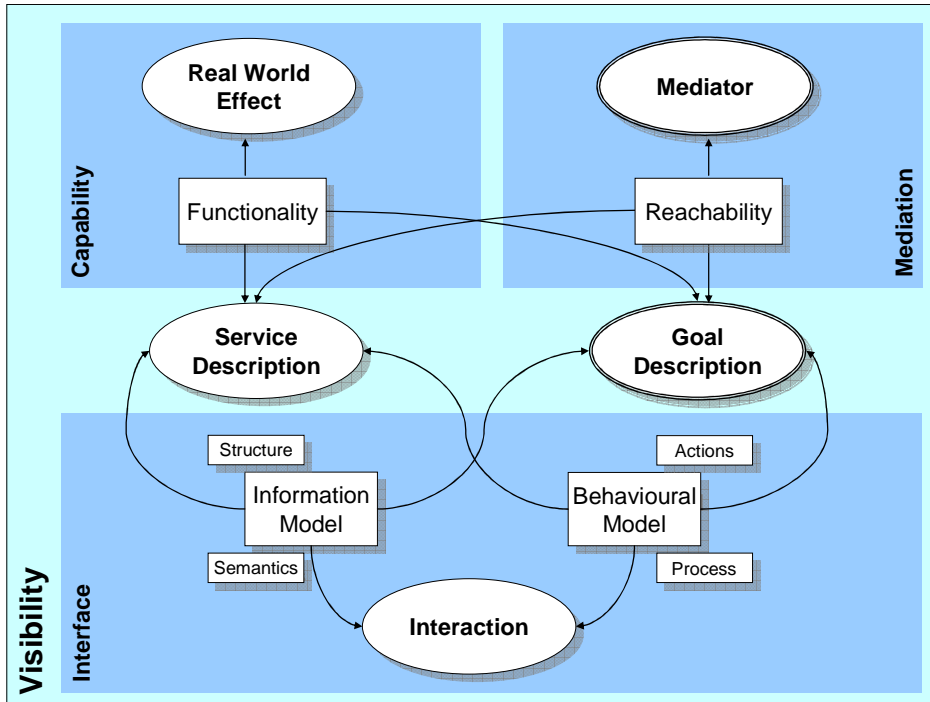 Real World
Effect
Mediator
Capability
Functionality
Reachability
Mediation
Service
Description
Goal
Description
Structure
Actions
Information
Model
Behavioural
Model
Semantics
Process
Interaction
Interface
Visibility